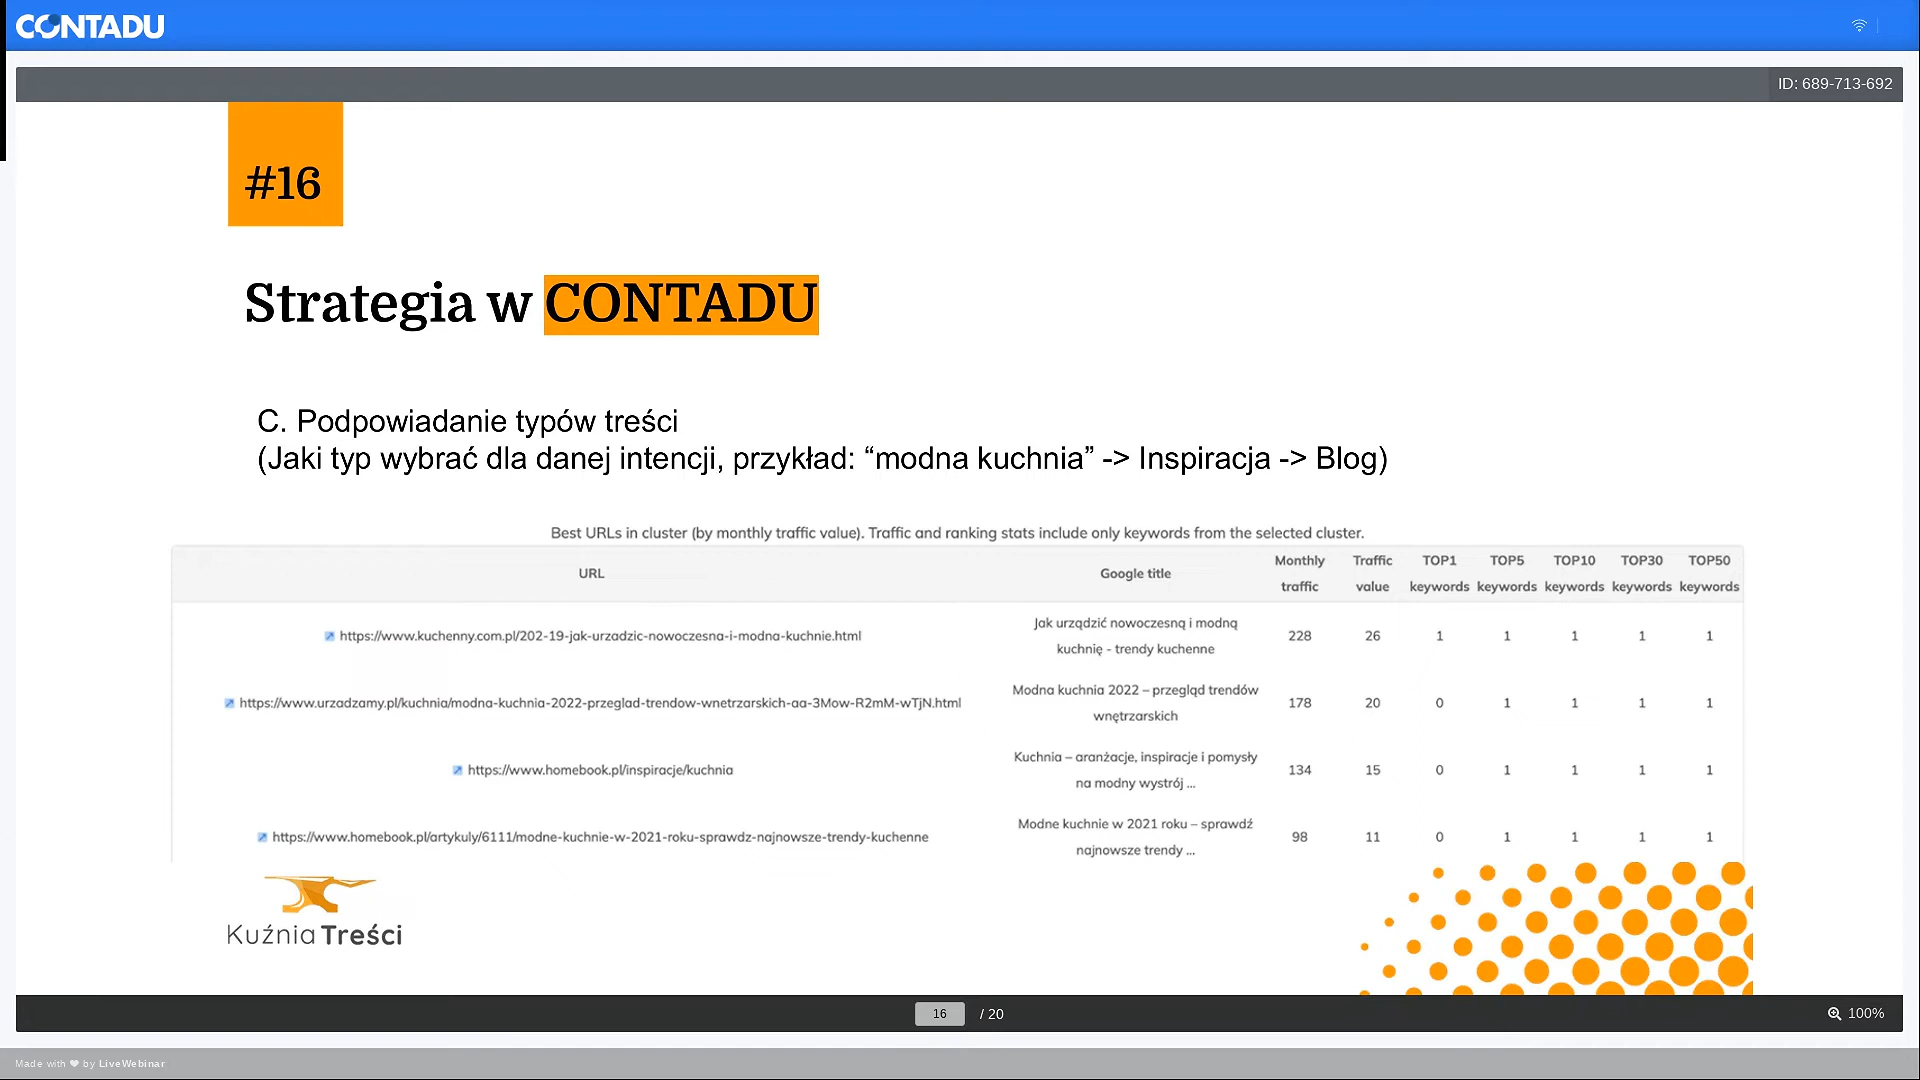 CONTADU
ID: 689-713-692
#16
Strategia w CONTADU
C. Podpowiadanie typów treści
(Jaki typ wybrać dla danej intencji, przykład: “modna kuchnia” -> Inspiracja -> Blog)
Best URLs in cluster (by monthly traffic value). Traffic and ranking stats include only keywords from the selected cluster.
URL Google title Monthly traffic Traffic value TOP1 keywords TOP5 keywords TOP10 keywords TOP30 keywords TOP50 keywords
https://www.kuchenny.com.pl/202-19-jak-urzadzic-nowoczesna-i-modna-kuchnie.html Jak urządzić nowoczesną i modną kuchnię - trendy kuchenne 228 26 1 1 1 1 1
https://www.urzadzamy.pl/kuchnia/modna-kuchnia-2022-przeglad-trendow-wnetrzarskich-aa-3Mow-R2mM-wTjN.html Modna kuchnia 2022 – przegląd trendów wnętrzarskich 178 20 0 1 1 1 1
https://www.homebook.pl/inspiracje/kuchnia Kuchnia – aranżacje, inspiracje i pomysły na modny wystrój ... 134 15 0 1 1 1 1
https://www.homebook.pl/artykuly/6111/modne-kuchnie-w-2021-roku-sprawdz-najnowsze-trendy-kuchenne Modne kuchnie w 2021 roku – sprawdź najnowsze trendy ... 98 11 0 1 1 1 1
Kuźnia Treści
16 / 20
100%
Made with ❤ by LiveWebinar